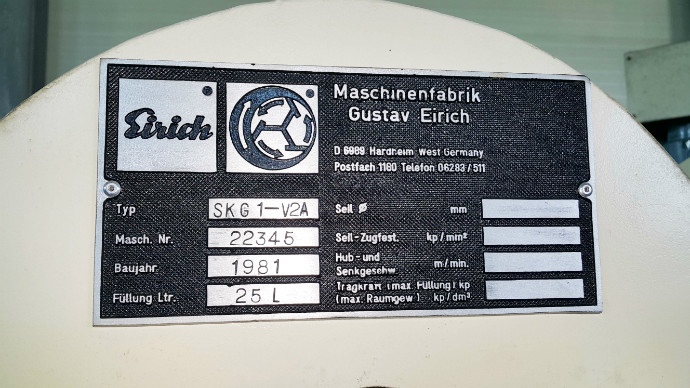 Eirich
Maschinenfabrik
Gustav Eirich
D 6969 Hardheim West Germany
Postfach 1180 Telefon 06283/511
Typ SKG 1-V2A
Masch. Nr. 22345
Baujahr 1981
Füllung Ltr. 25 L
Seil ø mm
Seil-Zugfest. kp/mm²
Hub- und
Senkgeschw. m/min.
Tragkraft (max. Füllung) kp
(max. Raumgew.) kp/dm³